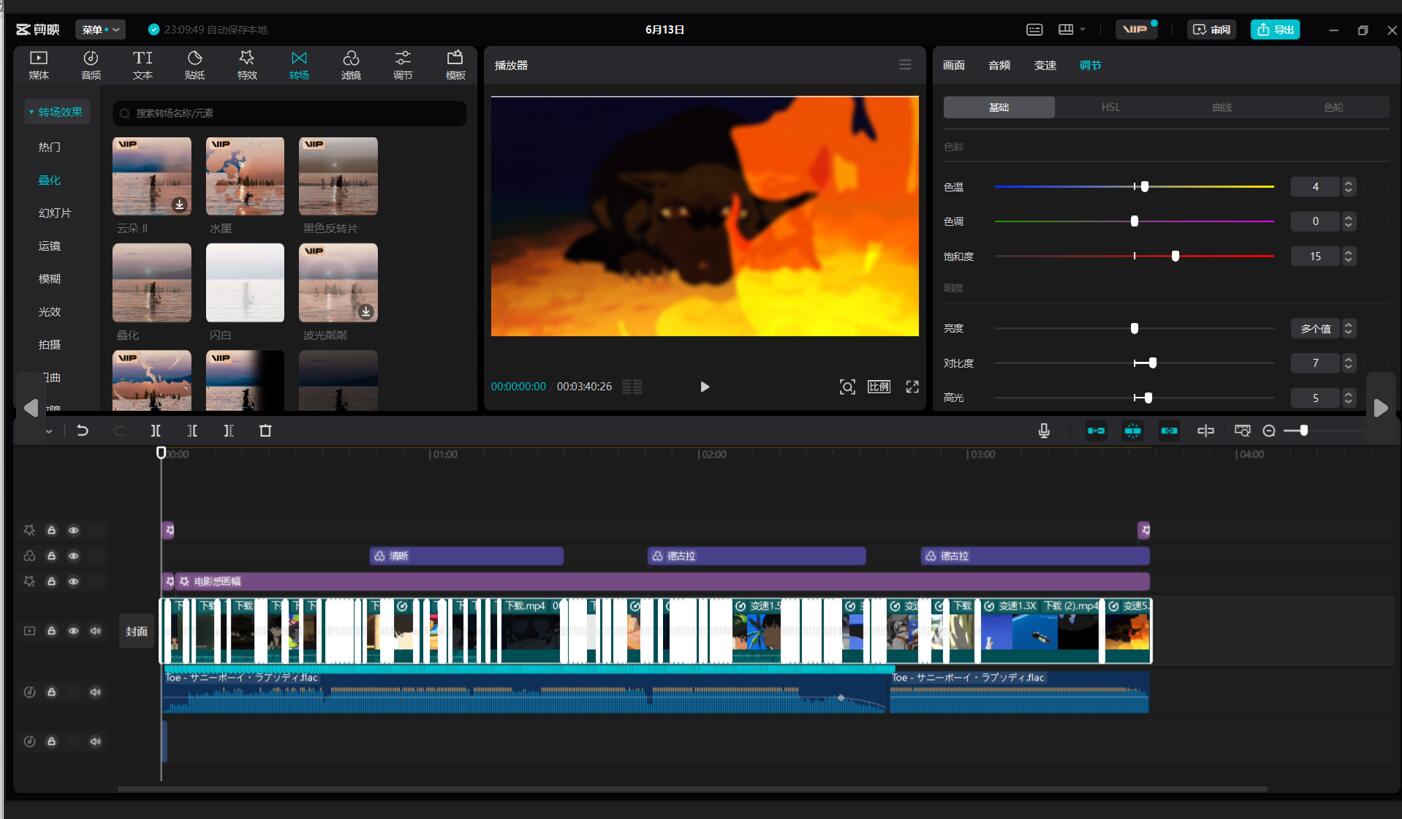 剪映
菜单
23:09:49 自动保存本地
6月13日
VIP
审阅
导出
媒体
音频
TI
文本
贴纸
特效
转场
滤镜
调节
模板
转场效果
搜索转场名称/元素
热门
叠化
幻灯片
运镜
模糊
光效
拍摄
扭曲
故障
VIP
云朵 II
VIP
水墨
VIP
黑色反转片
叠化
闪白
VIP
波光粼粼
VIP
VIP
播放器
00:00:00:00
00:03:40:26
比例
画面
音频
变速
调节
基础
HSL
曲线
色轮
色彩
色温
4
色调
0
饱和度
15
明度
亮度
多个值
对比度
7
高光
5
00:00
01:00
02:00
03:00
04:00
清晰
德古拉
德古拉
电影感画幅
封面
下载
下载
下载
下载.mp4
变速1.5
下载
变速1.3X
下载 (2).mp4
变速5.
Toe - サニーボーイ・ラプソディ.flac
Toe - サニーボーイ・ラプソディ.flac